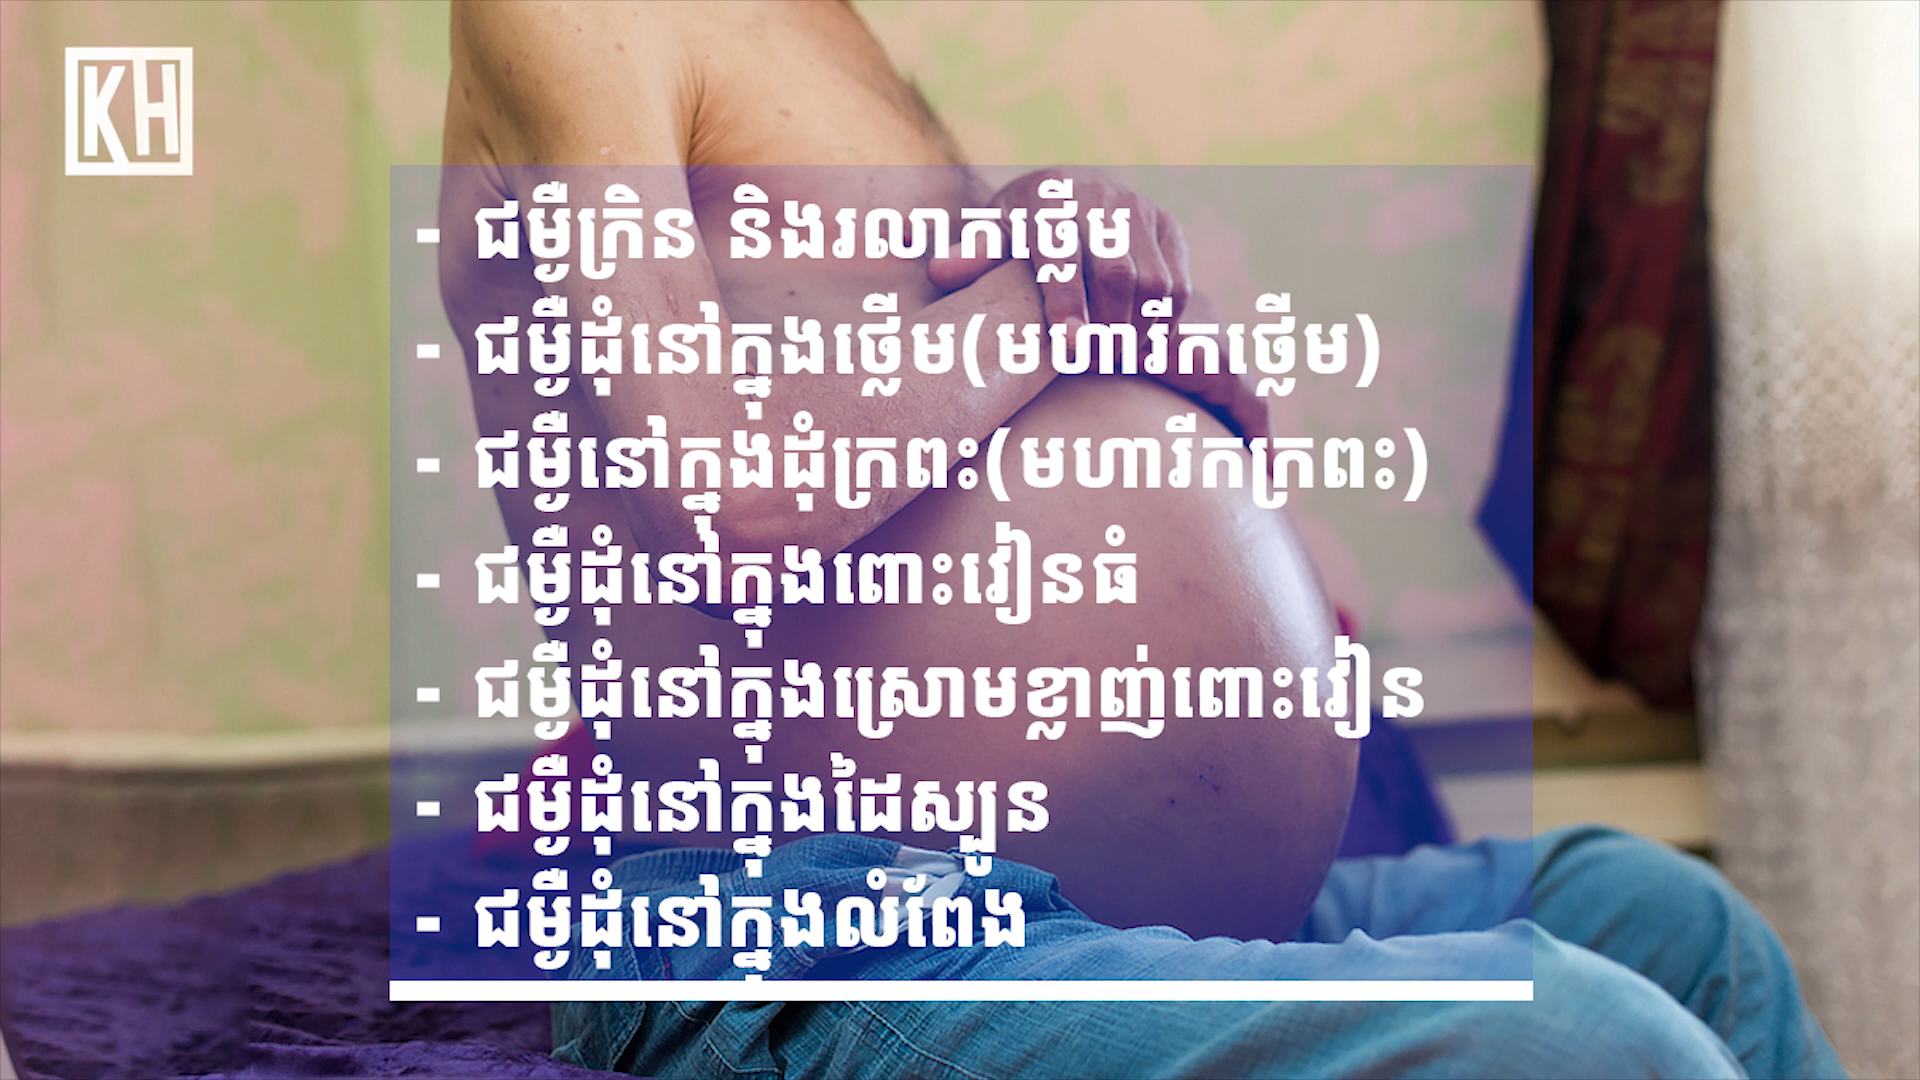 KH
- ជម្ងឺក្រិន និងរលាកថ្លើម
- ជម្ងឺដុំនៅក្នុងថ្លើម(មហារីកថ្លើម)
- ជម្ងឺនៅក្នុងដុំក្រពះ(មហារីកក្រពះ)
- ជម្ងឺដុំនៅក្នុងពោះវៀនធំ
- ជម្ងឺដុំនៅក្នុងស្រោមខ្លាញ់ពោះវៀន
- ជម្ងឺដុំនៅក្នុងដៃស្បូន
- ជម្ងឺដុំនៅក្នុងលំពែង